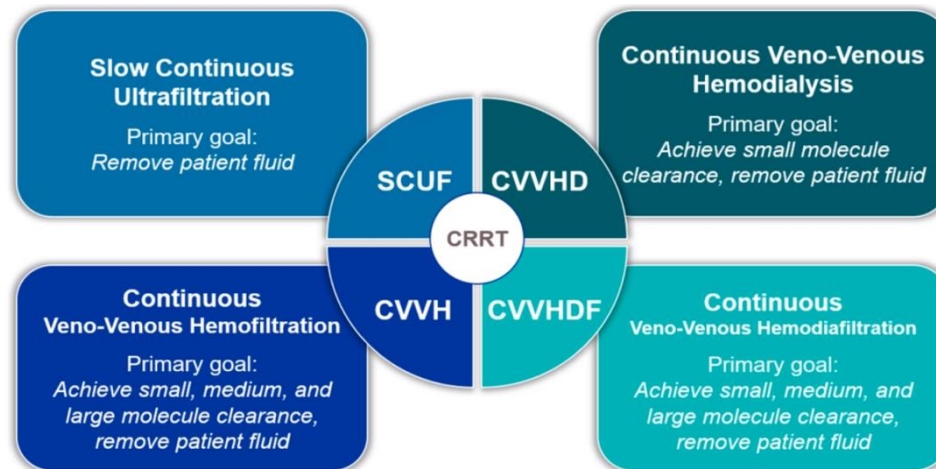 Slow Continuous
Ultrafiltration
Primary goal:
Remove patient fluid
Continuous Veno-Venous
Hemodialysis
Primary goal:
Achieve small molecule
clearance, remove patient fluid
SCUF
CVVHD
CRRT
CVVH
CVVHDF
Continuous
Veno-Venous Hemofiltration
Primary goal:
Achieve small, medium, and
large molecule clearance,
remove patient fluid
Continuous
Veno-Venous Hemodiafiltration
Primary goal:
Achieve small, medium, and
large molecule clearance,
remove patient fluid